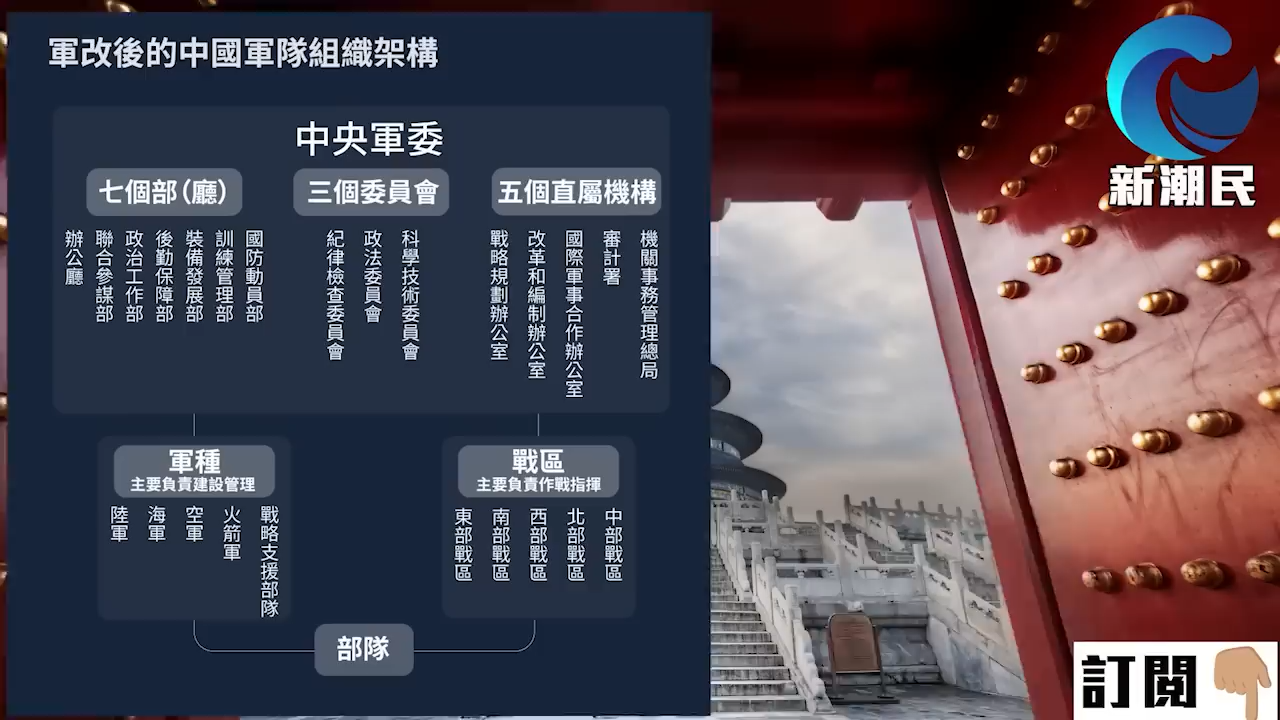 軍改後的中國軍隊組織架構
中央軍委
七個部(廳)
辦公廳
聯合參謀部
政治工作部
後勤保障部
裝備發展部
訓練管理部
國防動員部
三個委員會
紀律檢查委員會
政法委員會
科學技術委員會
五個直屬機構
戰略規劃辦公室
改革和編制辦公室
國際軍事合作辦公室
審計署
機關事務管理總局
軍種
主要負責建設管理
陸軍
海軍
空軍
火箭軍
戰略支援部隊
戰區
主要負責作戰指揮
東部戰區
南部戰區
西部戰區
北部戰區
中部戰區
部隊
新潮民
訂閱